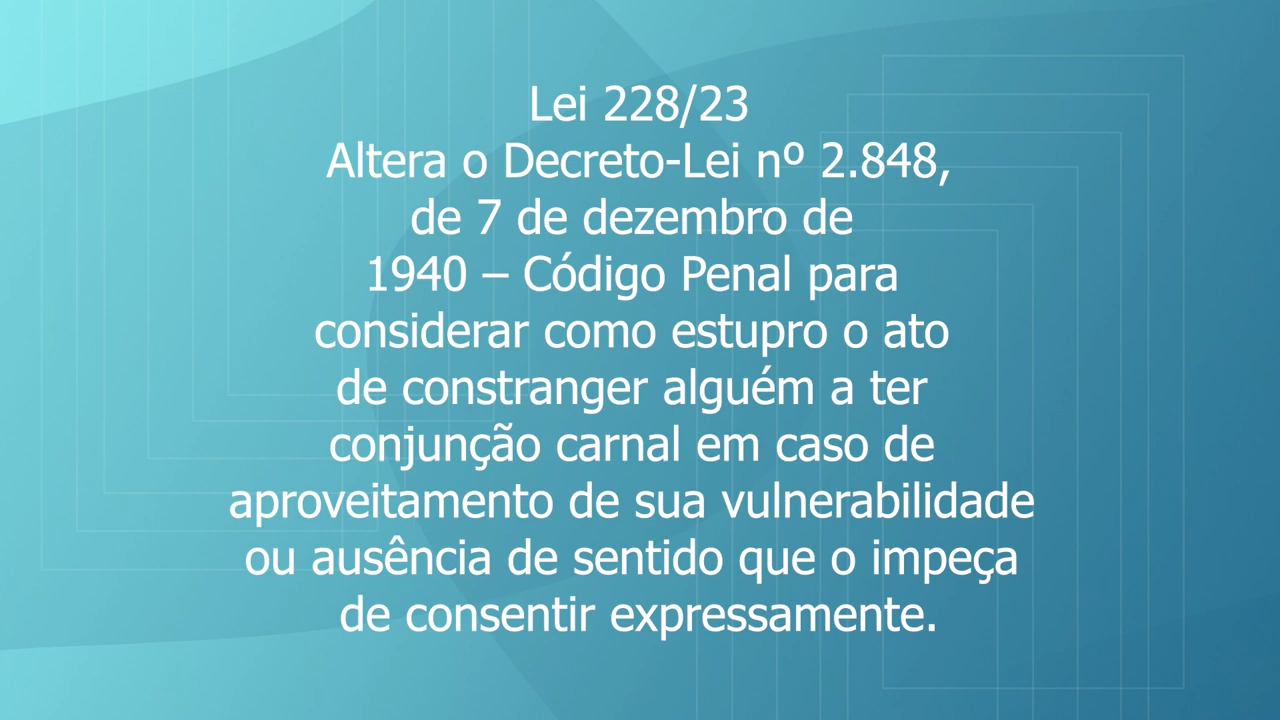 Lei 228/23
Altera o Decreto-Lei nº 2.848,
de 7 de dezembro de
1940 – Código Penal para
considerar como estupro o ato
de constranger alguém a ter
conjunção carnal em caso de
aproveitamento de sua vulnerabilidade
ou ausência de sentido que o impeça
de consentir expressamente.